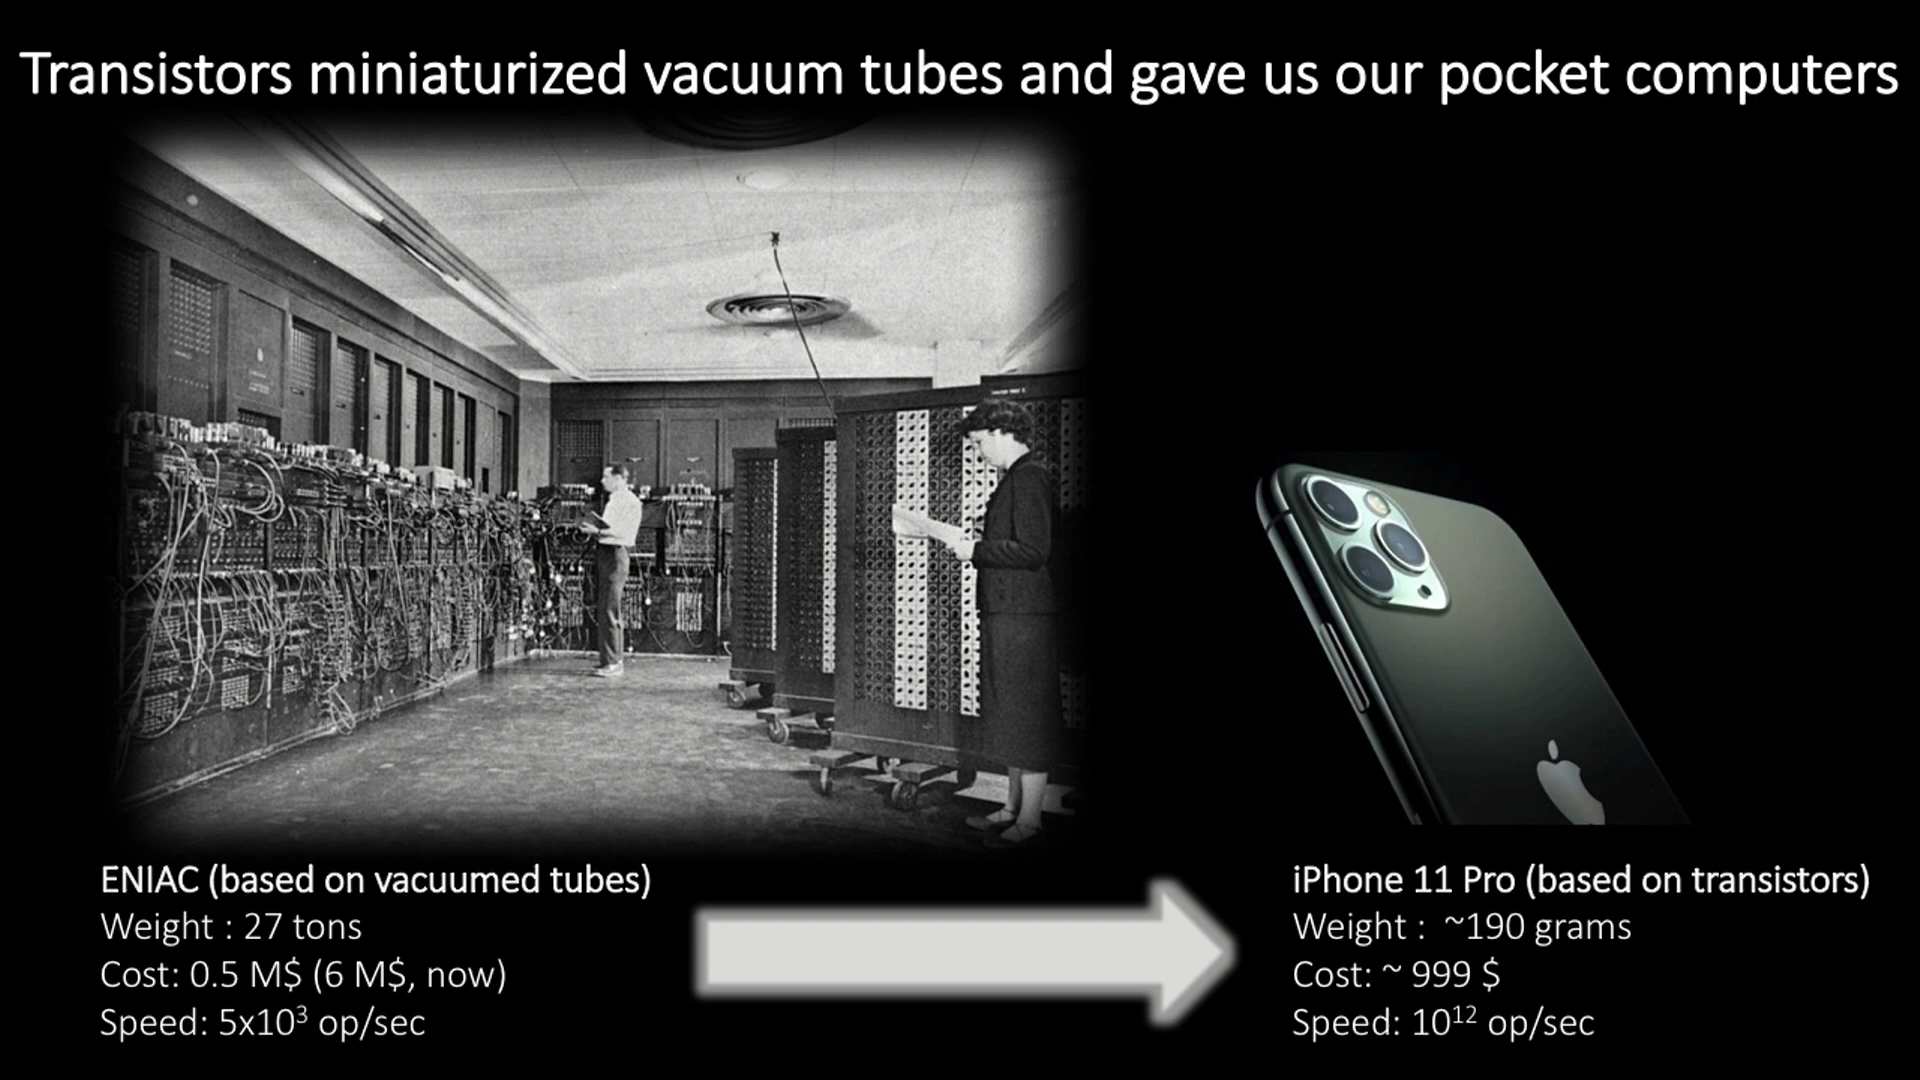 Transistors miniaturized vacuum tubes and gave us our pocket computers
ENIAC (based on vacuumed tubes)
Weight : 27 tons
Cost: 0.5 M$ (6 M$, now)
Speed: 5x10³ op/sec
iPhone 11 Pro (based on transistors)
Weight :  ~190 grams
Cost: ~ 999 $
Speed: 10¹² op/sec